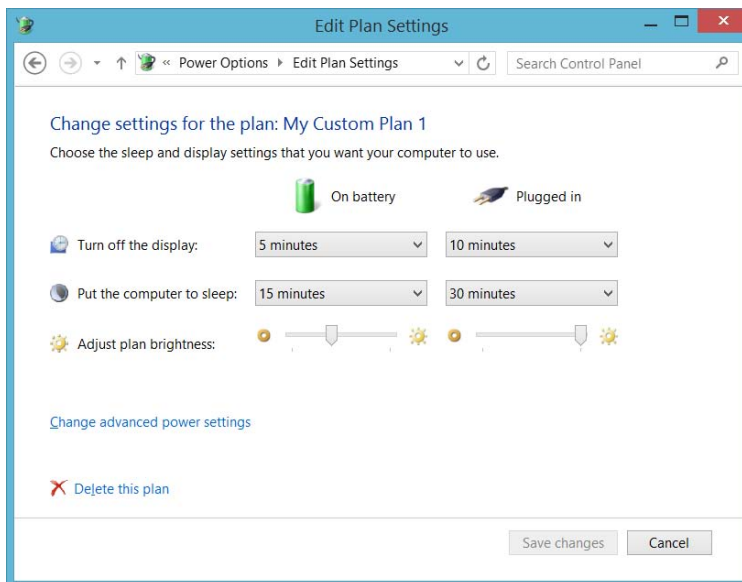 Edit Plan Settings
« Power Options Edit Plan Settings Search Control Panel
Change settings for the plan: My Custom Plan 1
Choose the sleep and display settings that you want your computer to use.
On battery Plugged in
Turn off the display: 5 minutes 10 minutes
Put the computer to sleep: 15 minutes 30 minutes
Adjust plan brightness:
Change advanced power settings
Delete this plan
Save changes Cancel